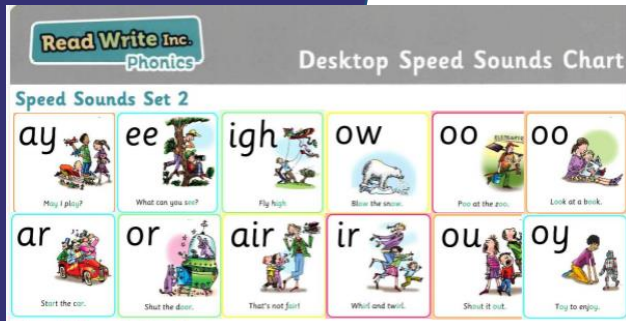 Read Write Inc.
Phonics
Desktop Speed Sounds Chart
Speed Sounds Set 2
ay ee igh ow oo oo
May I play? What can you see? Fly high Blow the snow. Poo at the zoo. Look at a book.
ar or air ir ou oy
Start the car. Shut the door. That's not fair! Whirl and twirl. Shout it out. Toy to enjoy.